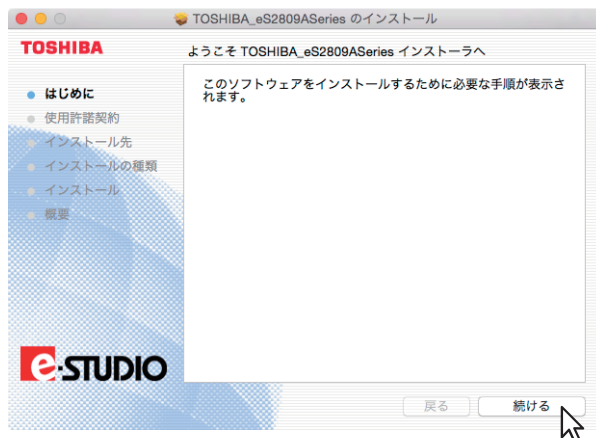 TOSHIBA_eS2809ASeries のインストール
TOSHIBA
ようこそ TOSHIBA_eS2809ASeries インストーラへ
このソフトウェアをインストールするために必要な手順が表示さ
れます。
はじめに
使用許諾契約
インストール先
インストールの種類
インストール
概要
e-STUDIO
戻る
続ける